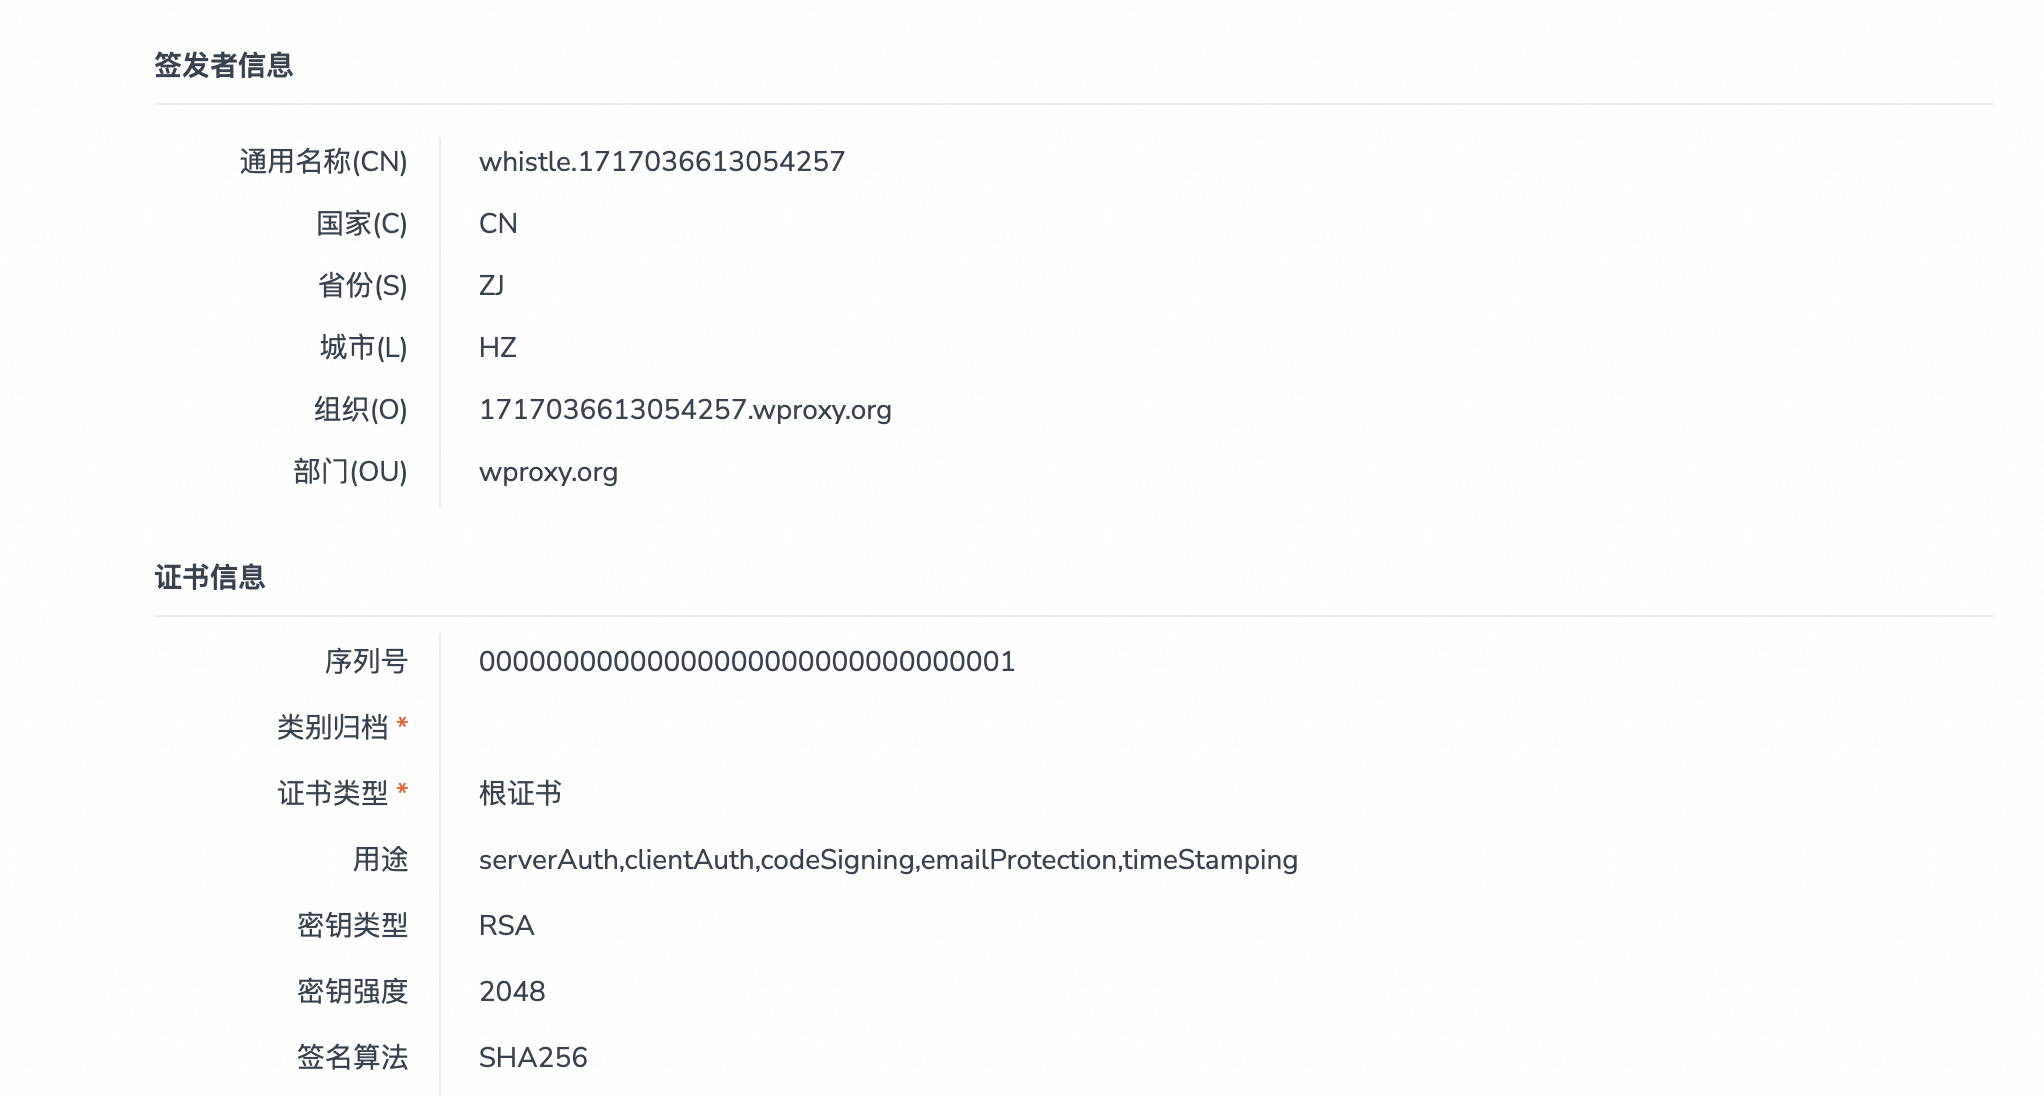 签发者信息
通用名称(CN) whistle.1717036613054257
国家(C) CN
省份(S) ZJ
城市(L) HZ
组织(O) 1717036613054257.wproxy.org
部门(OU) wproxy.org
证书信息
序列号 00000000000000000000000000000001
类别归档 *
证书类型 * 根证书
用途 serverAuth,clientAuth,codeSigning,emailProtection,timeStamping
密钥类型 RSA
密钥强度 2048
签名算法 SHA256